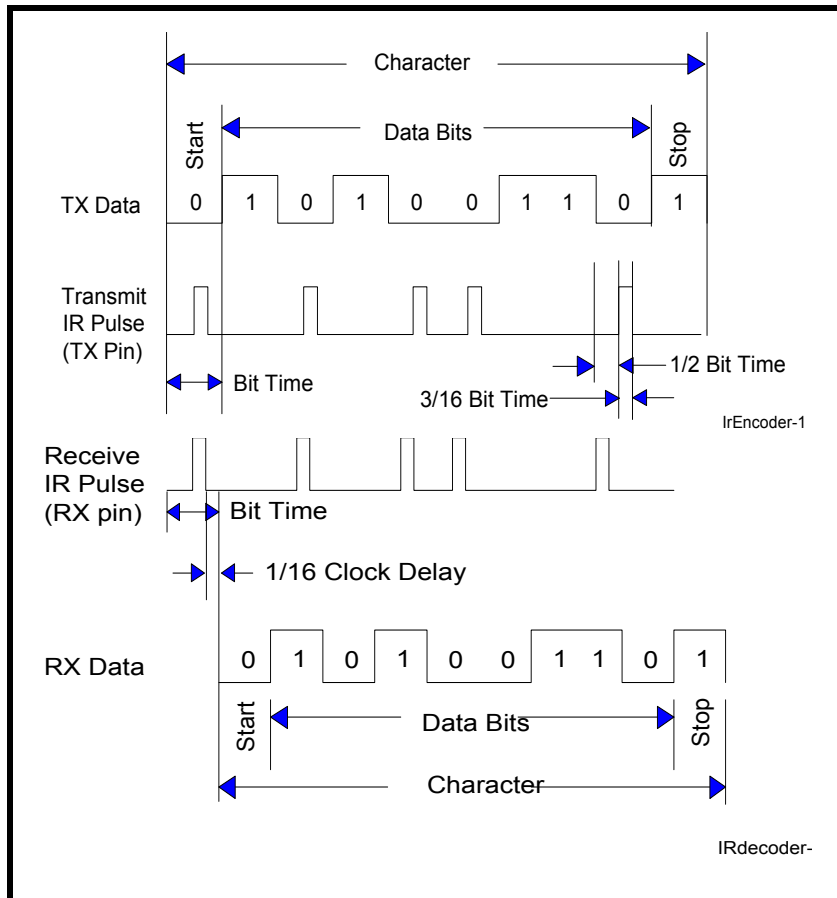 Character
Start
Data Bits
Stop
TX Data
0 1 0 1 0 0 1 1 0 1
Transmit
IR Pulse
(TX Pin)
Bit Time
1/2 Bit Time
3/16 Bit Time
IrEncoder-1
Receive
IR Pulse
(RX pin)
Bit Time
1/16 Clock Delay
RX Data
0 1 0 1 0 0 1 1 0 1
Start
Data Bits
Stop
Character
IRdecoder-